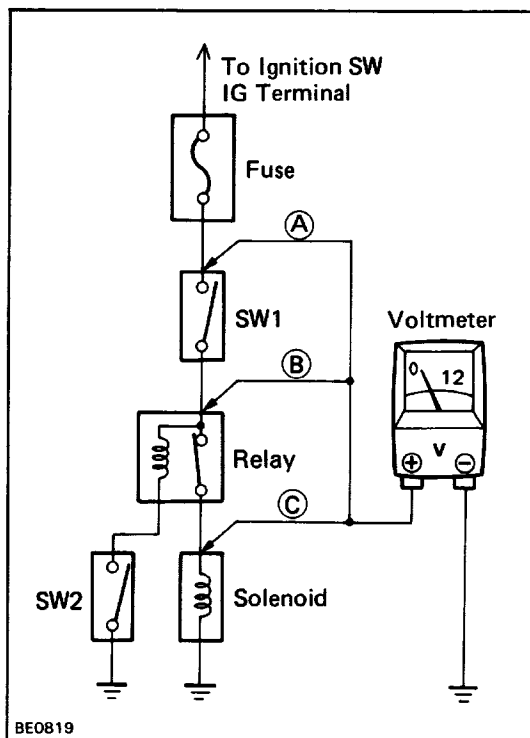 To Ignition SW
IG Terminal
Fuse
A
SW1
Voltmeter
B
0 12
V
Relay
+ −
C
SW2
Solenoid
BE0819